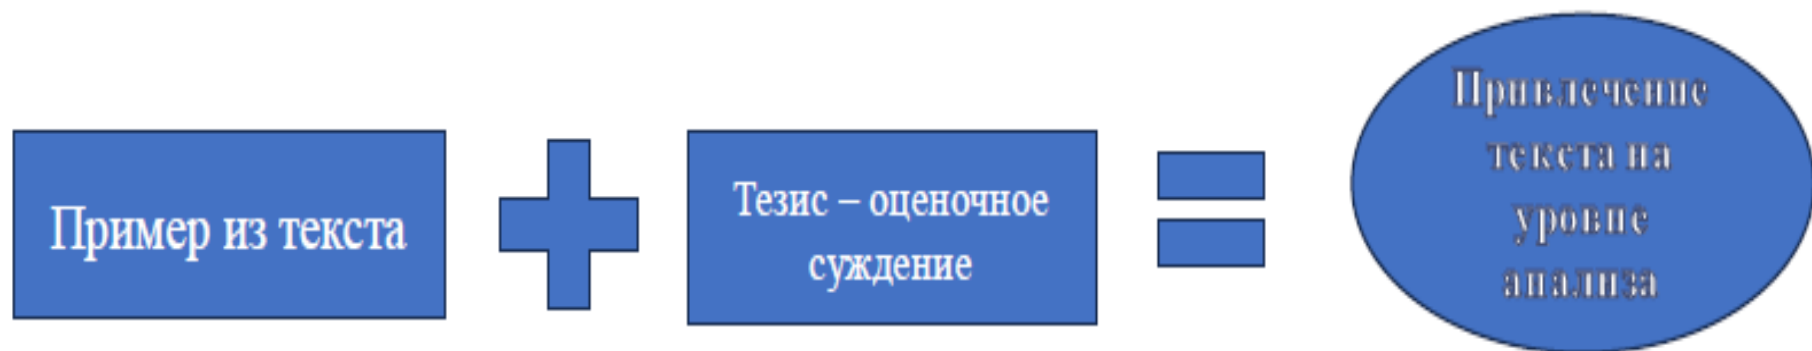 Пример из текста
Тезис – оценочное
суждение
Привлечение
текста на
уровне
анализа